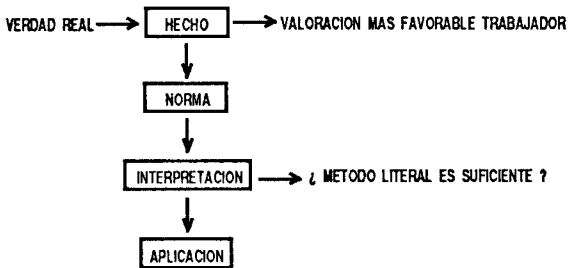 VERDAD REAL HECHO VALORACION MAS FAVORABLE TRABAJADOR
NORMA
INTERPRETACION ¿ METODO LITERAL ES SUFICIENTE ?
APLICACION